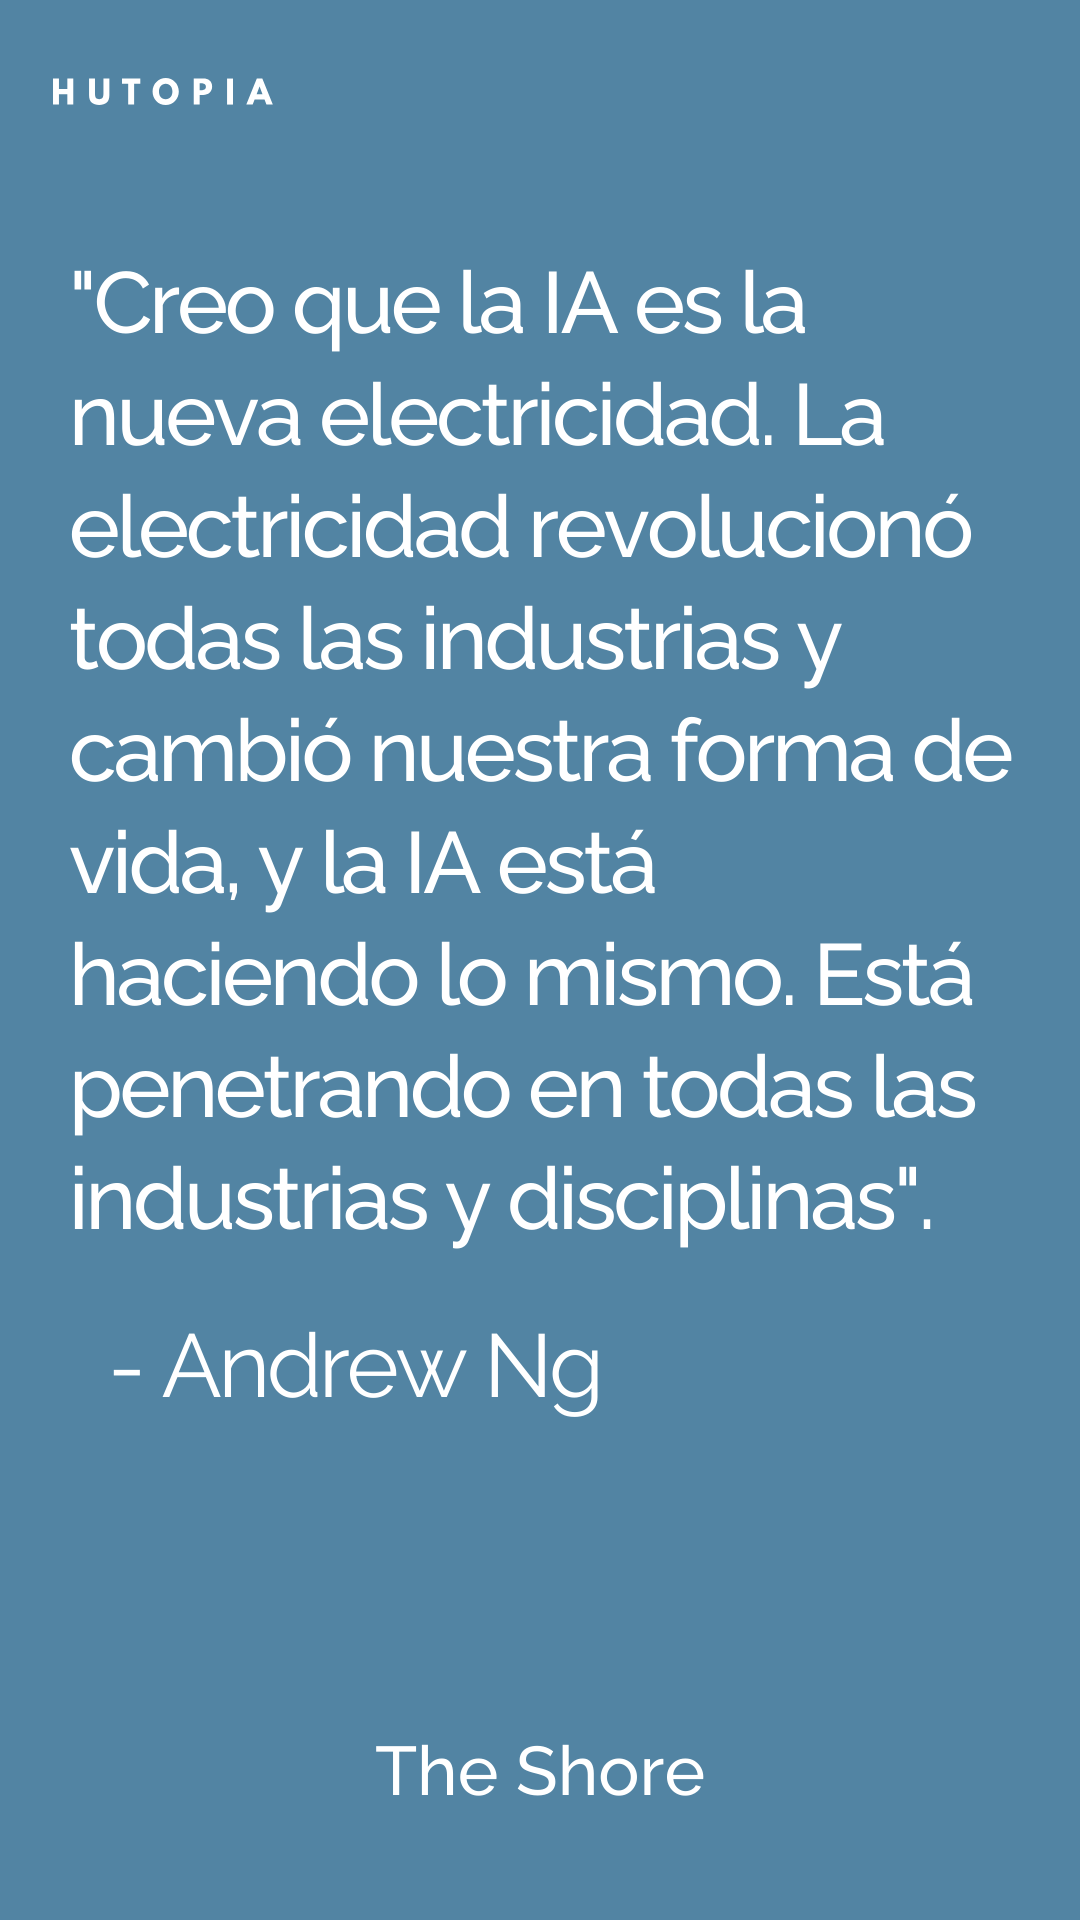 HUTOPIA
"Creo que la IA es la
nueva electricidad. La
electricidad revolucionó
todas las industrias y
cambió nuestra forma de
vida, y la IA está
haciendo lo mismo. Está
penetrando en todas las
industrias y disciplinas".
- Andrew Ng
The Shore